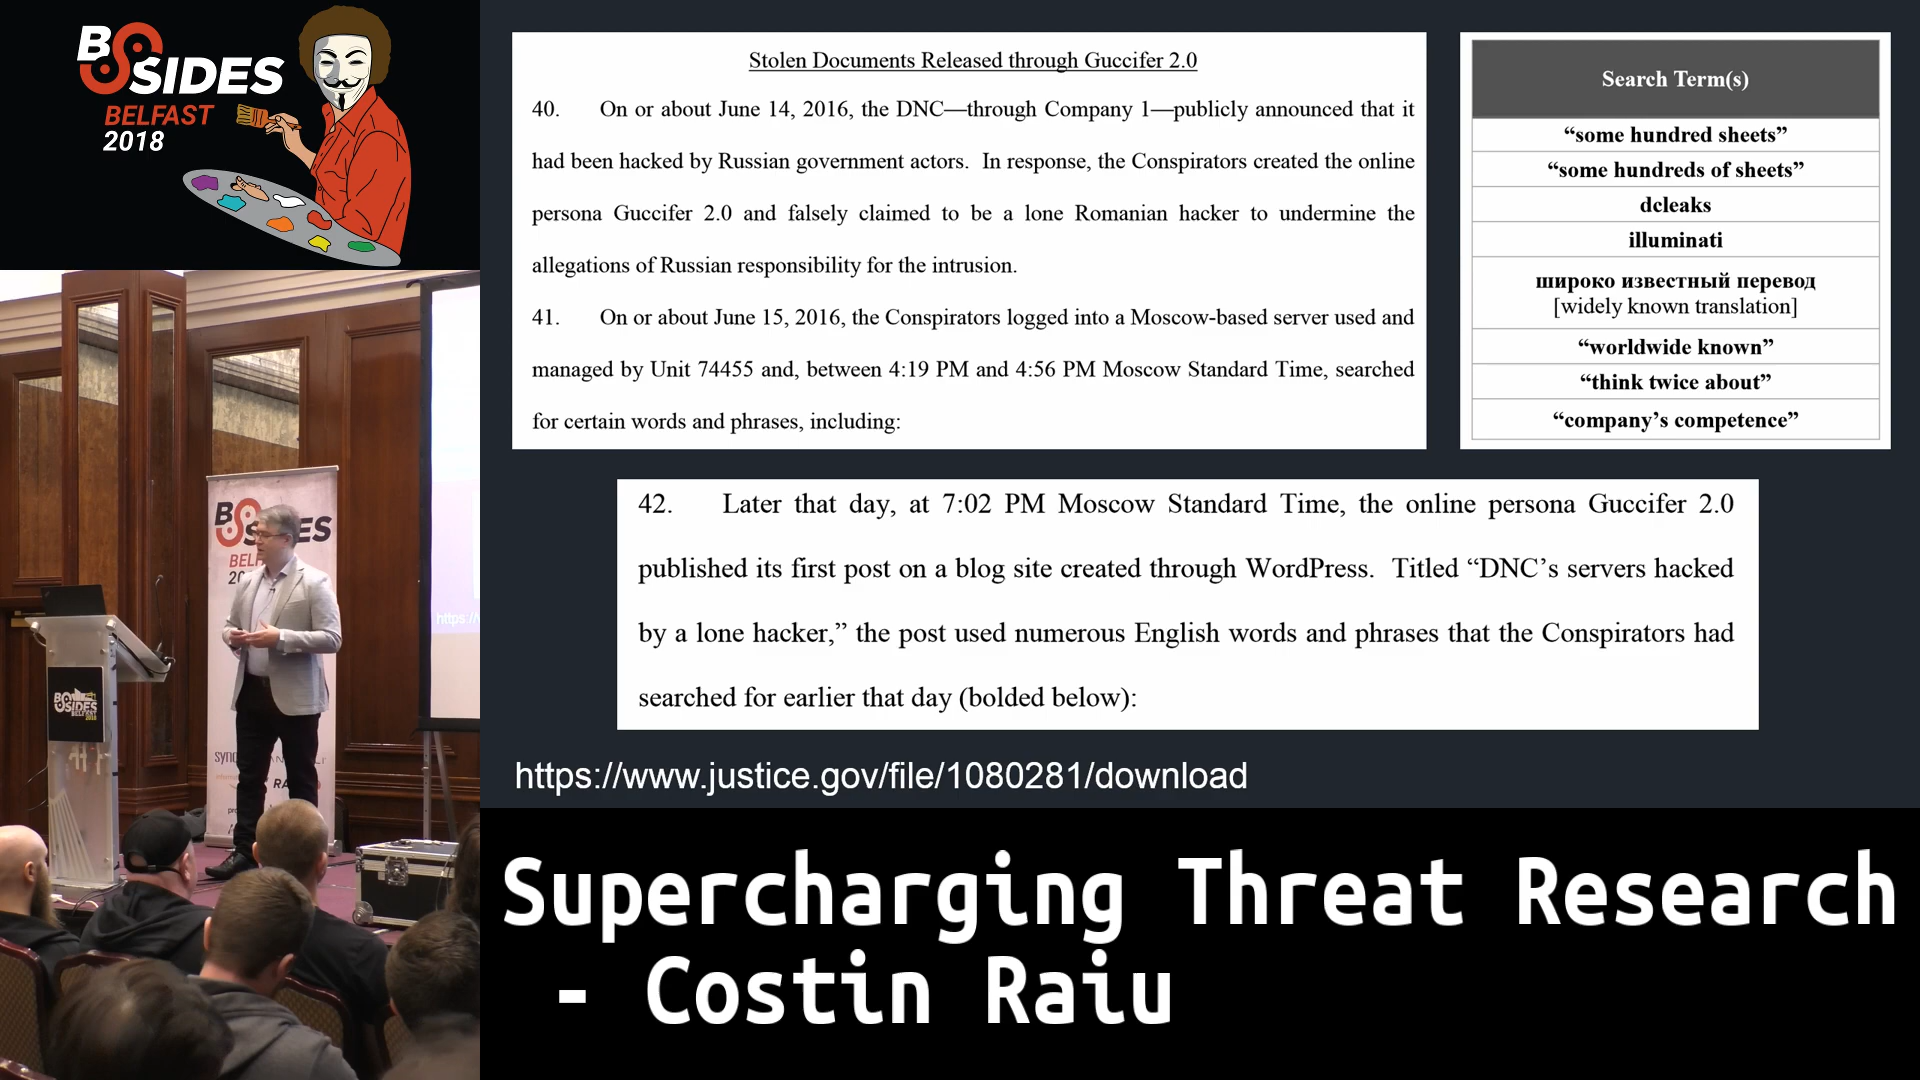 BSIDES
BELFAST
2018
Stolen Documents Released through Guccifer 2.0
40. On or about June 14, 2016, the DNC—through Company 1—publicly announced that it
had been hacked by Russian government actors. In response, the Conspirators created the online
persona Guccifer 2.0 and falsely claimed to be a lone Romanian hacker to undermine the
allegations of Russian responsibility for the intrusion.
41. On or about June 15, 2016, the Conspirators logged into a Moscow-based server used and
managed by Unit 74455 and, between 4:19 PM and 4:56 PM Moscow Standard Time, searched
for certain words and phrases, including:
Search Term(s)
“some hundred sheets”
“some hundreds of sheets”
dcleaks
illuminati
широко известный перевод
[widely known translation]
“worldwide known”
“think twice about”
“company’s competence”
42. Later that day, at 7:02 PM Moscow Standard Time, the online persona Guccifer 2.0
published its first post on a blog site created through WordPress. Titled “DNC’s servers hacked
by a lone hacker,” the post used numerous English words and phrases that the Conspirators had
searched for earlier that day (bolded below):
https://www.justice.gov/file/1080281/download
https://
BSIDES
BELFAST
2018
Supercharging Threat Research
- Costin Raiu